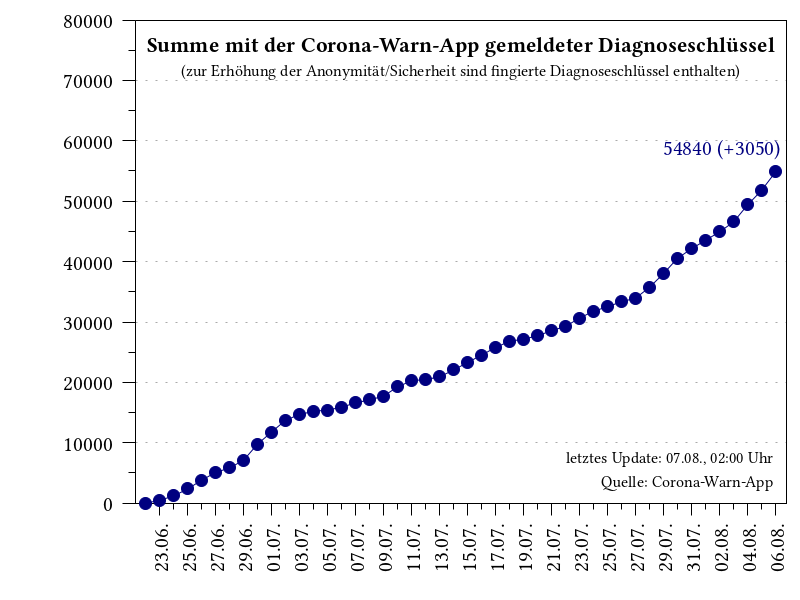 80000
Summe mit der Corona-Warn-App gemeldeter Diagnoseschlüssel
(zur Erhöhung der Anonymität/Sicherheit sind fingierte Diagnoseschlüssel enthalten)
70000
60000
54840 (+3050)
50000
40000
30000
20000
10000
letztes Update: 07.08., 02:00 Uhr
Quelle: Corona-Warn-App
0
23.06. 25.06. 27.06. 29.06. 01.07. 03.07. 05.07. 07.07. 09.07. 11.07. 13.07. 15.07. 17.07. 19.07. 21.07. 23.07. 25.07. 27.07. 29.07. 31.07. 02.08. 04.08. 06.08.